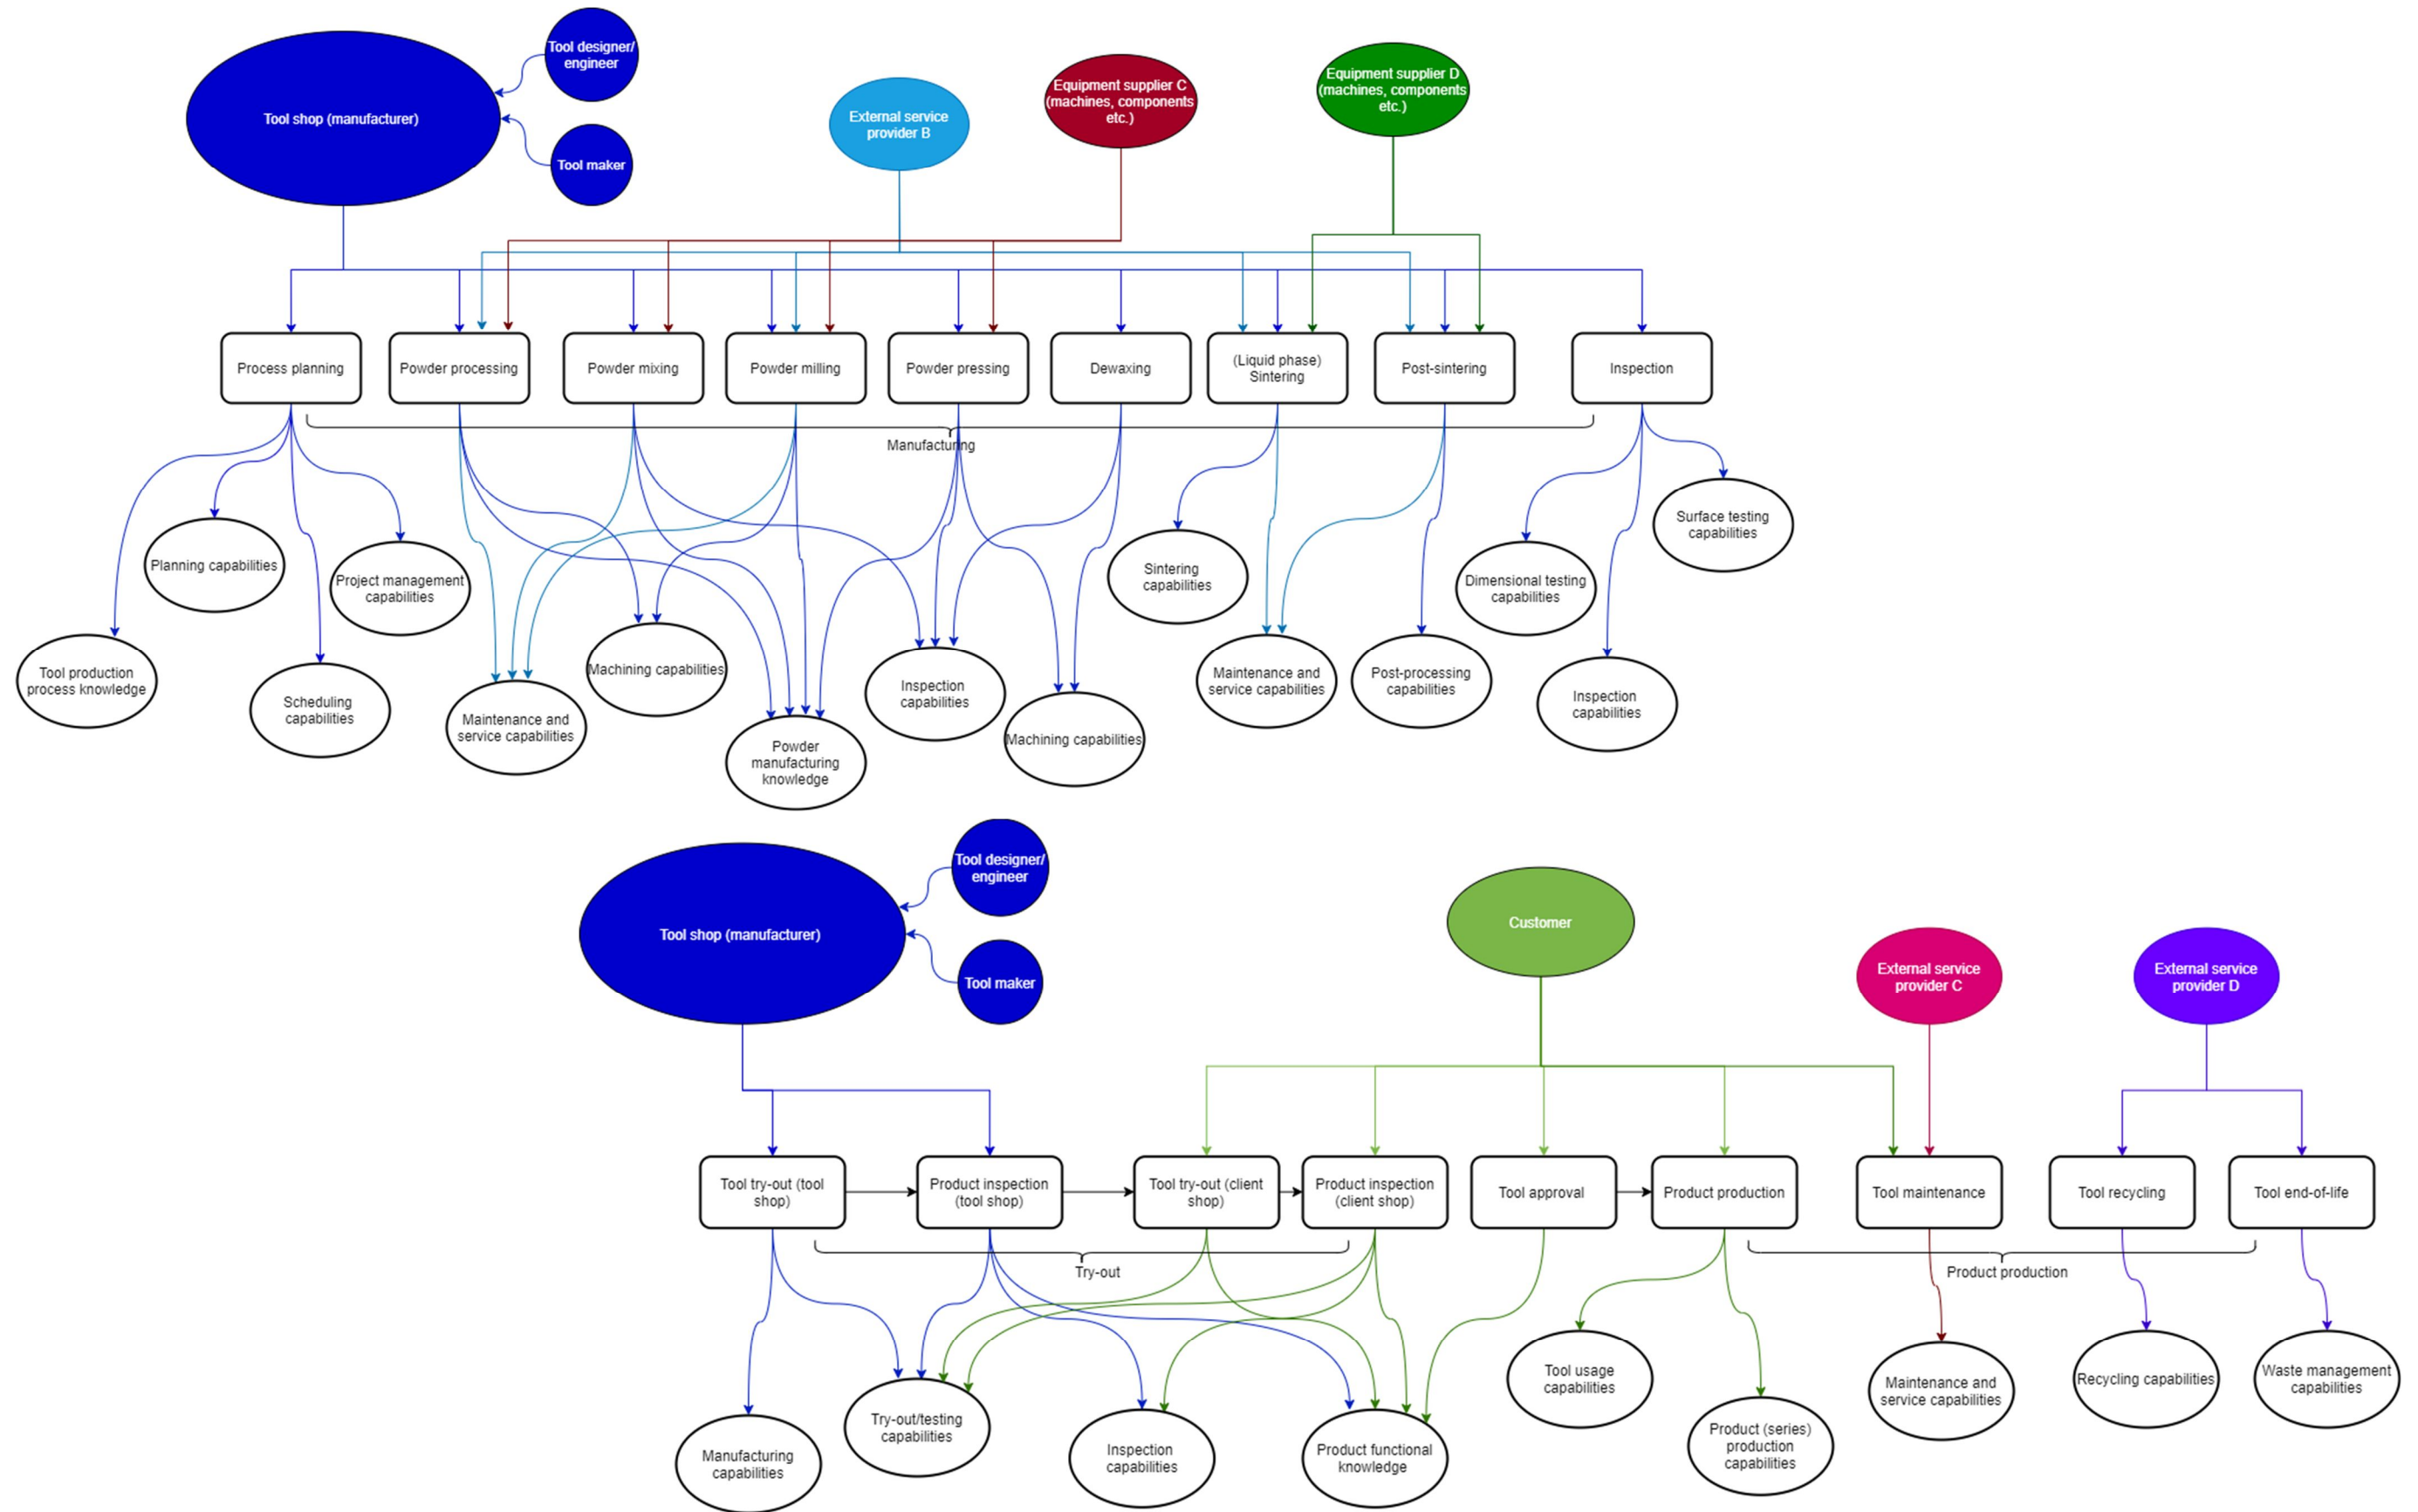 Tool designer/
engineer
Tool shop (manufacturer)
Tool maker
External service
provider B
Equipment supplier C
(machines, components
etc.)
Equipment supplier D
(machines, components
etc.)
Process planning
Powder processing
Powder mixing
Powder milling
Powder pressing
Dewaxing
(Liquid phase)
Sintering
Post-sintering
Inspection
Manufacturing
Tool production
process knowledge
Planning capabilities
Scheduling
capabilities
Project management
capabilities
Maintenance and
service capabilities
Machining capabilities
Powder
manufacturing
knowledge
Inspection
capabilities
Machining capabilities
Sintering
capabilities
Maintenance and
service capabilities
Post-processing
capabilities
Dimensional testing
capabilities
Inspection
capabilities
Surface testing
capabilities
Tool designer/
engineer
Tool shop (manufacturer)
Tool maker
Customer
External service
provider C
External service
provider D
Tool try-out (tool
shop)
Product inspection
(tool shop)
Tool try-out (client
shop)
Product inspection
(client shop)
Tool approval
Product production
Tool maintenance
Tool recycling
Tool end-of-life
Try-out
Product production
Manufacturing
capabilities
Try-out/testing
capabilities
Inspection
capabilities
Product functional
knowledge
Tool usage
capabilities
Product (series)
production
capabilities
Maintenance and
service capabilities
Recycling capabilities
Waste management
capabilities